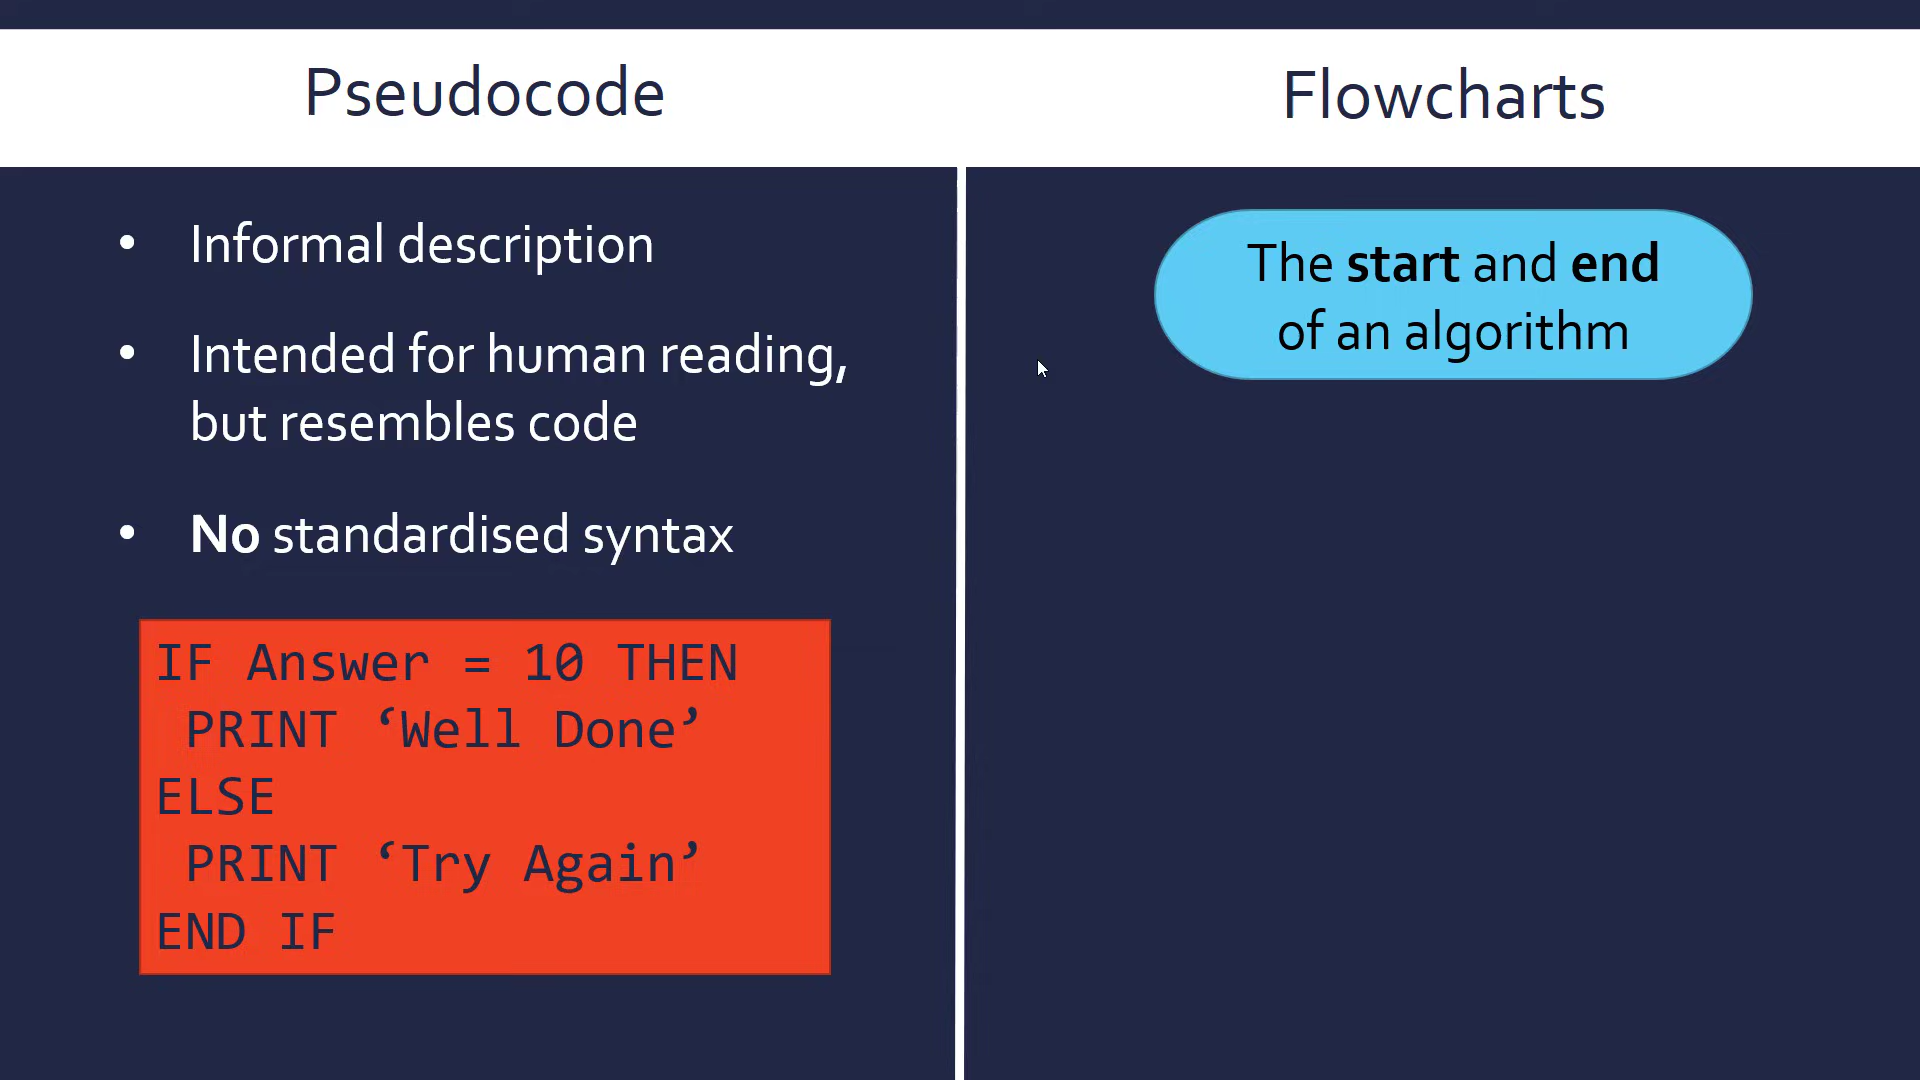 Pseudocode
Flowcharts
• Informal description
• Intended for human reading,
but resembles code
• No standardised syntax
IF Answer = 10 THEN
 PRINT ‘Well Done’
ELSE
 PRINT ‘Try Again’
END IF
The start and end
of an algorithm